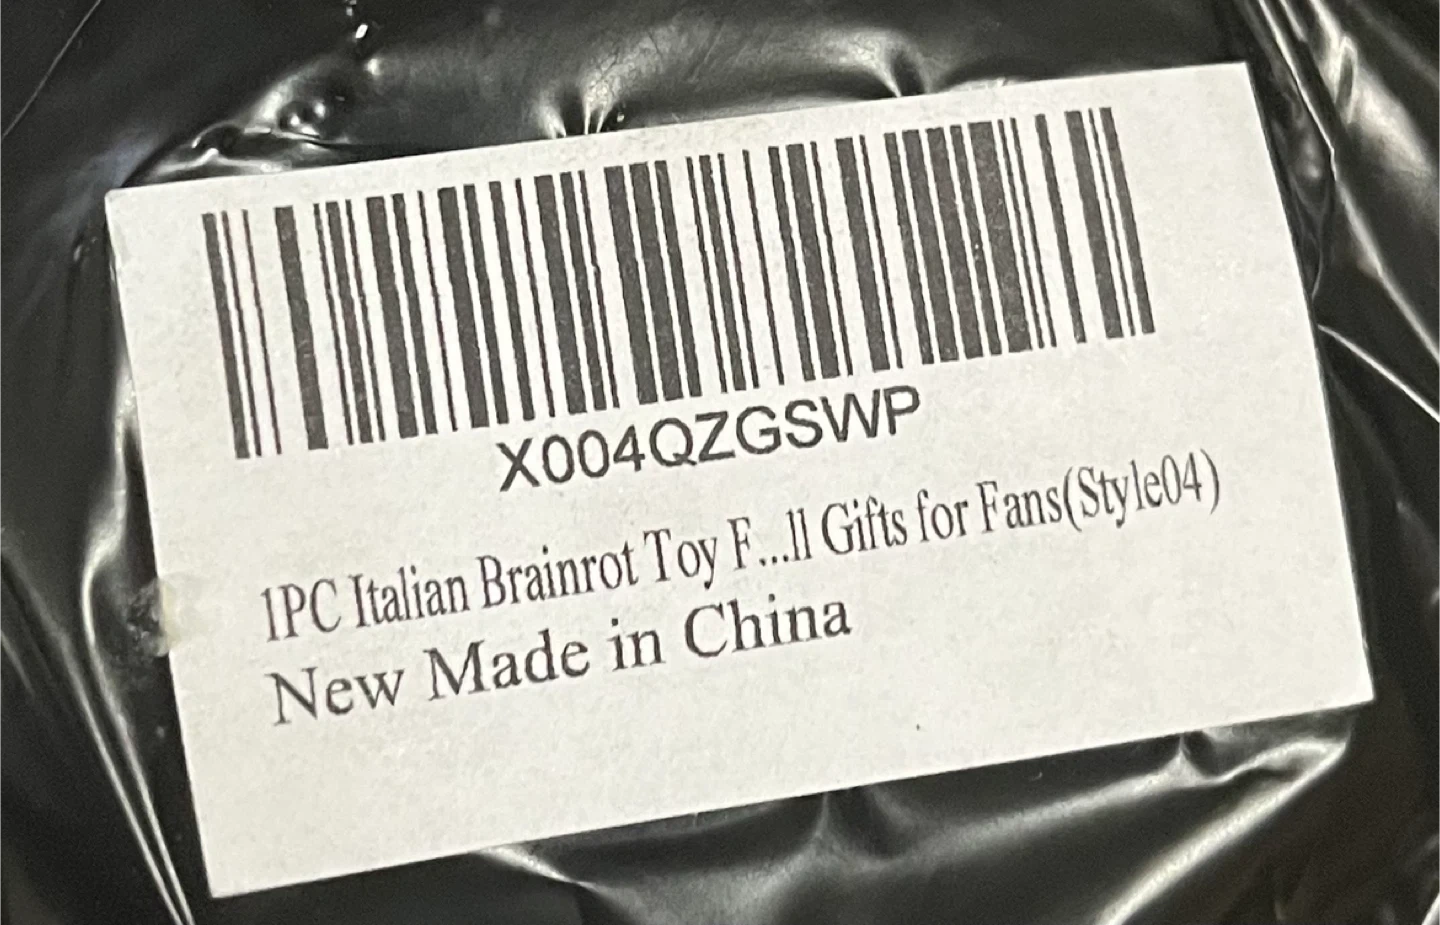 X004QZGSWP
1PC Italian Brainrot Toy F...ll Gifts for Fans(Style04)
New Made in China